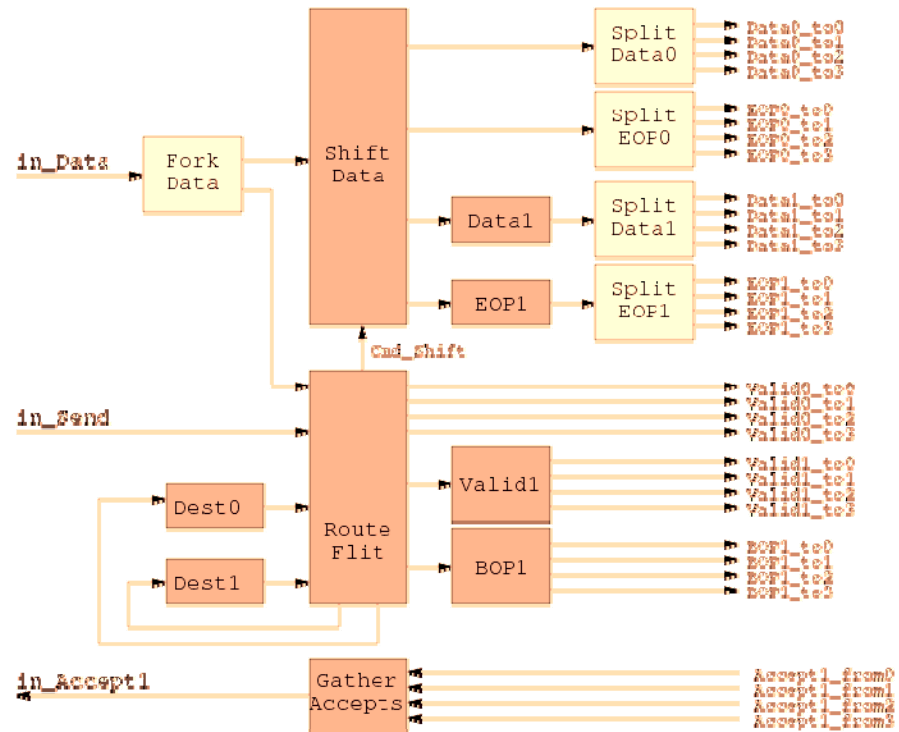 Split
Data0
Data0_to0
Data0_to1
Data0_to2
Data0_to3
Split
EOP0
EOP0_to0
EOP0_to1
EOP0_to2
EOP0_to3
in_Data
Fork
Data
Shift
Data
Data1
Split
Data1
Data1_to0
Data1_to1
Data1_to2
Data1_to3
EOP1
Split
EOP1
EOP1_to0
EOP1_to1
EOP1_to2
EOP1_to3
Cmd_Shift
in_Send
Valid0_to0
Valid0_to1
Valid0_to2
Valid0_to3
Dest0
Route
Flit
Valid1
Valid1_to0
Valid1_to1
Valid1_to2
Valid1_to3
Dest1
BOP1
BOP1_to0
BOP1_to1
BOP1_to2
BOP1_to3
in_Accept1
Gather
Accepts
Accept1_from0
Accept1_from1
Accept1_from2
Accept1_from3